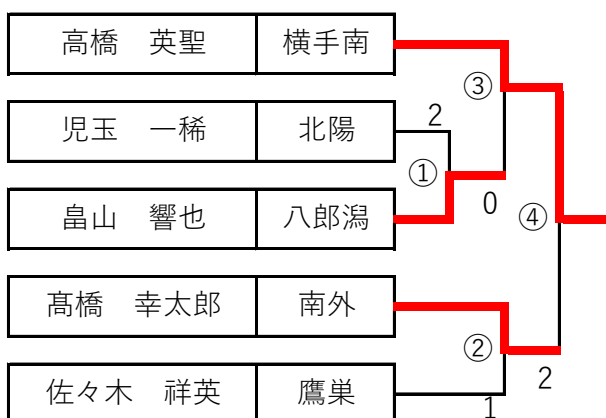 高橋　英聖 横手南
③
児玉　一稀 北陽 2
①
畠山　響也 八郎潟 0
④
髙橋　幸太郎 南外
② 2
佐々木　祥英 鷹巣 1